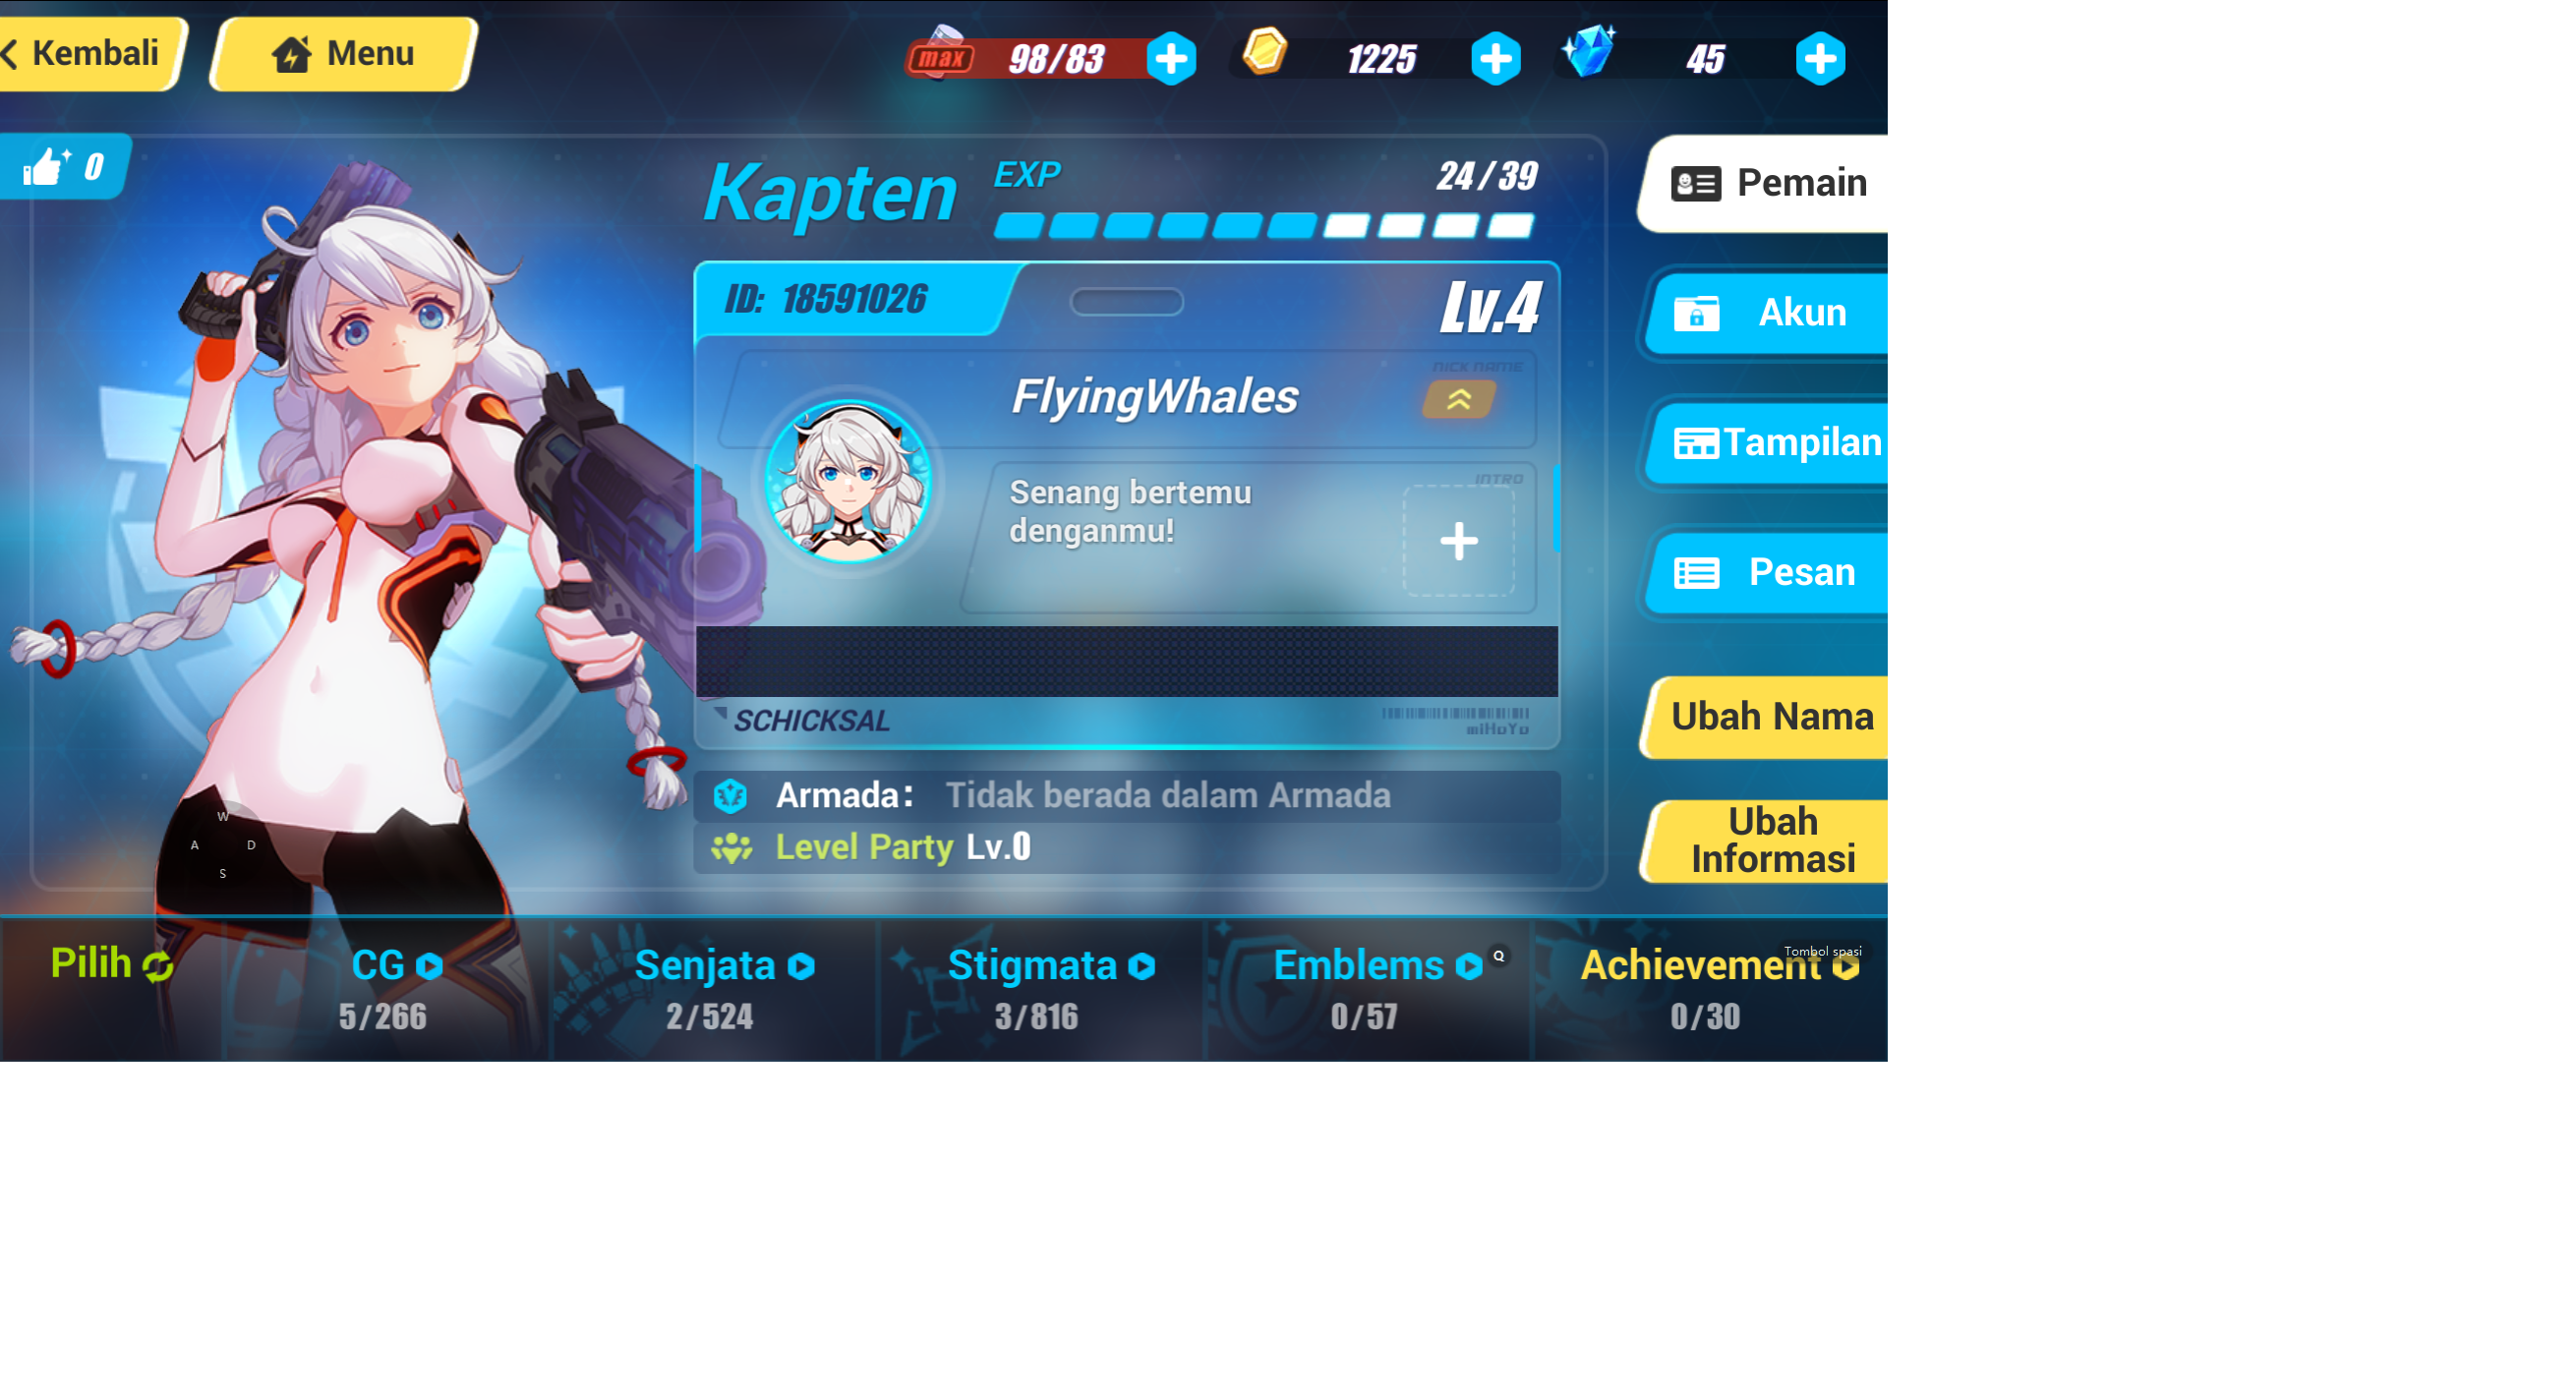 Kembali
Menu
max 98/83
1225
45
0
Kapten
EXP
24/39
Pemain
ID: 18591026
Lv.4
Akun
NICK NAME
FlyingWhales
Tampilan
INTRO
Senang bertemu
denganmu!
Pesan
SCHICKSAL
miHoYo
Ubah Nama
Armada: Tidak berada dalam Armada
Level Party Lv.0
Ubah
Informasi
W
A D
S
Pilih
CG
5/266
Senjata
2/524
Stigmata
3/816
Emblems
Q
0/57
Tombol spasi
Achievement
0/30